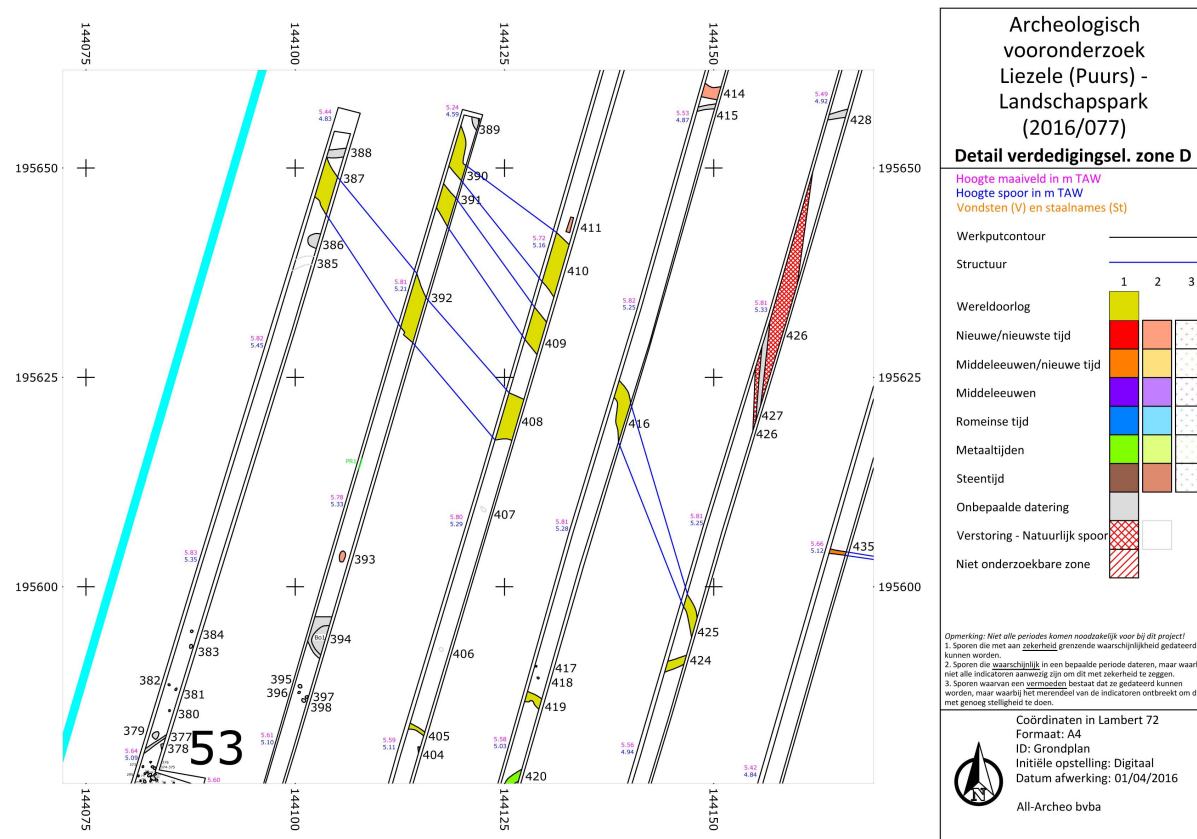 144075
144100
144125
144150
195650
195625
195600
195650
195625
195600
144075
144100
144125
144150
5.44
4.83
5.24
4.59
5.53
4.87
5.49
4.92
388
387
386
385
389
390
391
392
414
415
428
411
410
409
408
5.72
5.16
5.81
5.21
5.82
5.25
5.81
5.33
5.82
5.45
426
427
426
416
PR1
5.78
5.33
5.80
5.29
5.81
5.28
5.81
5.25
5.66
5.12
435
407
393
5.83
5.35
384
383
Bo1
394
406
425
424
382
381
380
379
377
378
53
395
396
397
398
417
418
419
405
404
420
5.64
5.09
5.60
5.61
5.10
5.59
5.11
5.58
5.03
5.56
4.94
5.42
4.84
Archeologisch
vooronderzoek
Liezele (Puurs) -
Landschapspark
(2016/077)
Detail verdedigingsel. zone D
Hoogte maaiveld in m TAW
Hoogte spoor in m TAW
Vondsten (V) en staalnames (St)
Werkputcontour
Structuur
1 2 3
Wereldoorlog
Nieuwe/nieuwste tijd
Middeleeuwen/nieuwe tijd
Middeleeuwen
Romeinse tijd
Metaaltijden
Steentijd
Onbepaalde datering
Verstoring - Natuurlijk spoor
Niet onderzoekbare zone
Opmerking: Niet alle periodes komen noodzakelijk voor bij dit project!
1. Sporen die met aan zekerheid grenzende waarschijnlijkheid gedateerd
kunnen worden.
2. Sporen die waarschijnlijk in een bepaalde periode dateren, maar waarb
niet alle indicatoren aanwezig zijn om dit met zekerheid te zeggen.
3. Sporen waarvan een vermoeden bestaat dat ze gedateerd kunnen
worden, maar waarbij het merendeel van de indicatoren ontbreekt om d
met genoeg stelligheid te doen.
N
Coördinaten in Lambert 72
Formaat: A4
ID: Grondplan
Initiële opstelling: Digitaal
Datum afwerking: 01/04/2016
All-Archeo bvba